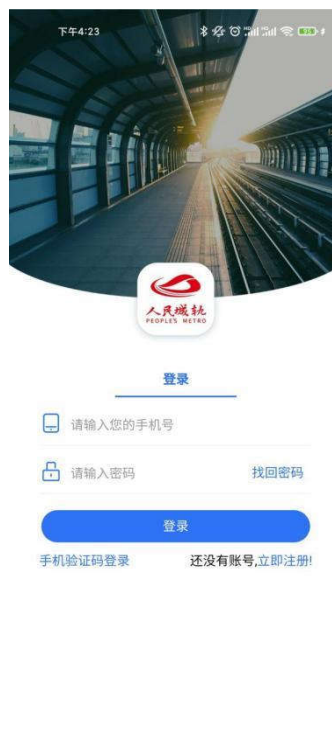 下午4:23
人民城轨
PEOPLE'S METRO
登录
请输入您的手机号
请输入密码 找回密码
登录
手机验证码登录 还没有账号,立即注册!